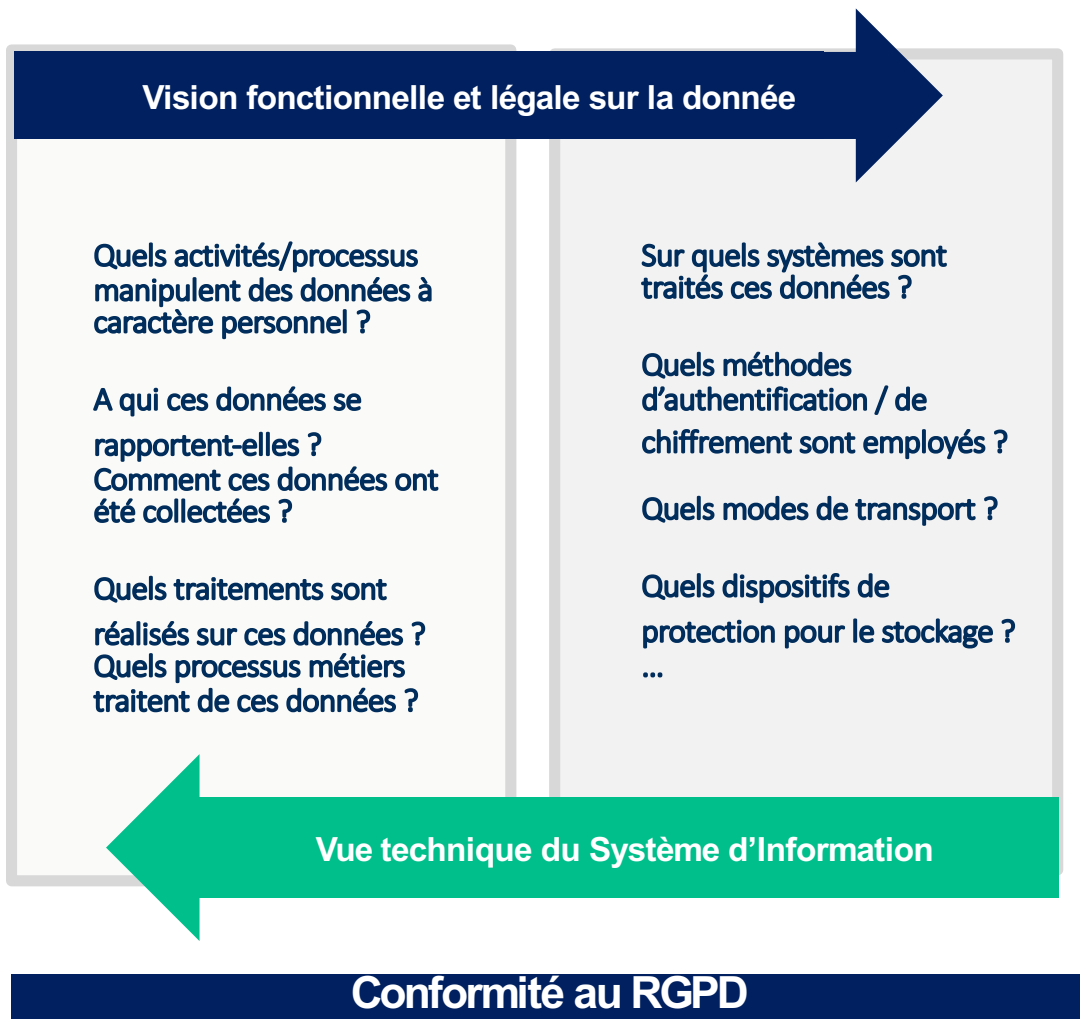 Vision fonctionnelle et légale sur la donnée
Quels activités/processus
manipulent des données à
caractère personnel ?
A qui ces données se
rapportent-elles ?
Comment ces données ont
été collectées ?
Quels traitements sont
réalisés sur ces données ?
Quels processus métiers
traitent de ces données ?
Sur quels systèmes sont
traités ces données ?
Quels méthodes
d’authentification / de
chiffrement sont employés ?
Quels modes de transport ?
Quels dispositifs de
protection pour le stockage ?
...
Vue technique du Système d’Information
Conformité au RGPD